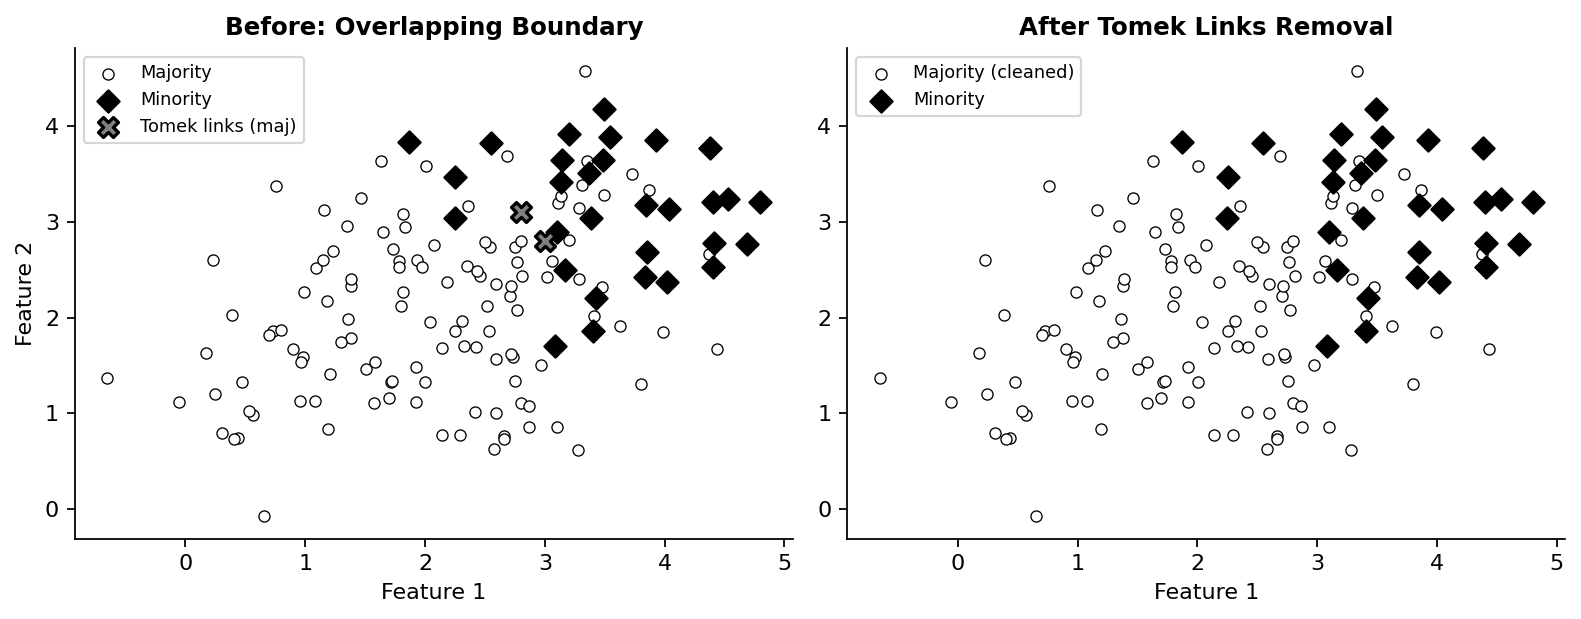 Before: Overlapping Boundary
Majority
Minority
Tomek links (maj)
Feature 2
4
3
2
1
0
0 1 2 3 4 5
Feature 1
After Tomek Links Removal
Majority (cleaned)
Minority
4
3
2
1
0
0 1 2 3 4 5
Feature 1